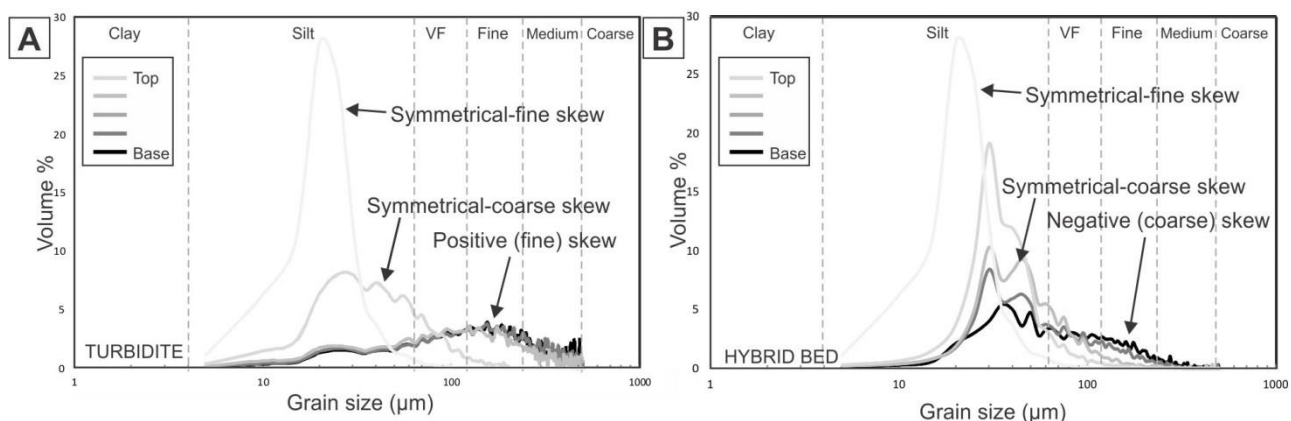 A
30
25
20
15
10
5
0
Volume %
Clay
Silt
VF
Fine
Medium
Coarse
Top
Base
Symmetrical-fine skew
Symmetrical-coarse skew
Positive (fine) skew
TURBIDITE
1
10
100
1000
Grain size (µm)
B
30
25
20
15
10
5
0
Volume %
Clay
Silt
VF
Fine
Medium
Coarse
Top
Base
Symmetrical-fine skew
Symmetrical-coarse skew
Negative (coarse) skew
HYBRID BED
1
10
100
1000
Grain size (µm)